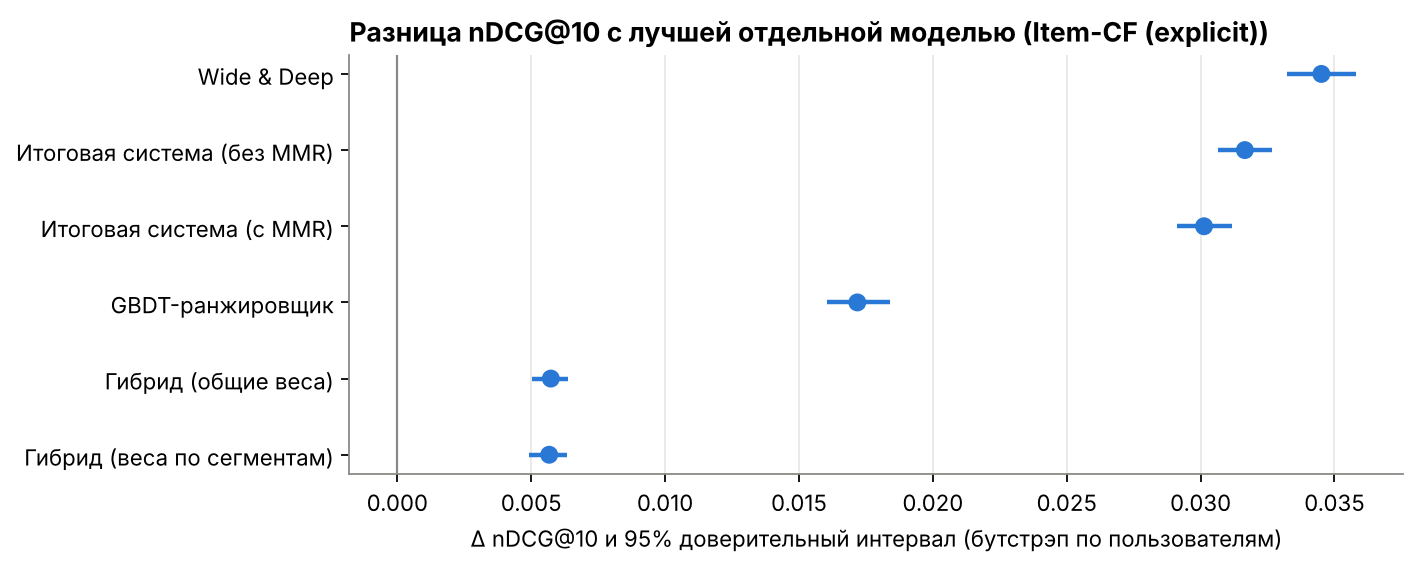 Разница nDCG@10 с лучшей отдельной моделью (Item-CF (explicit))
Wide & Deep
Итоговая система (без MMR)
Итоговая система (с MMR)
GBDT-ранжировщик
Гибрид (общие веса)
Гибрид (веса по сегментам)
0.000 0.005 0.010 0.015 0.020 0.025 0.030 0.035
Δ nDCG@10 и 95% доверительный интервал (бутстрэп по пользователям)